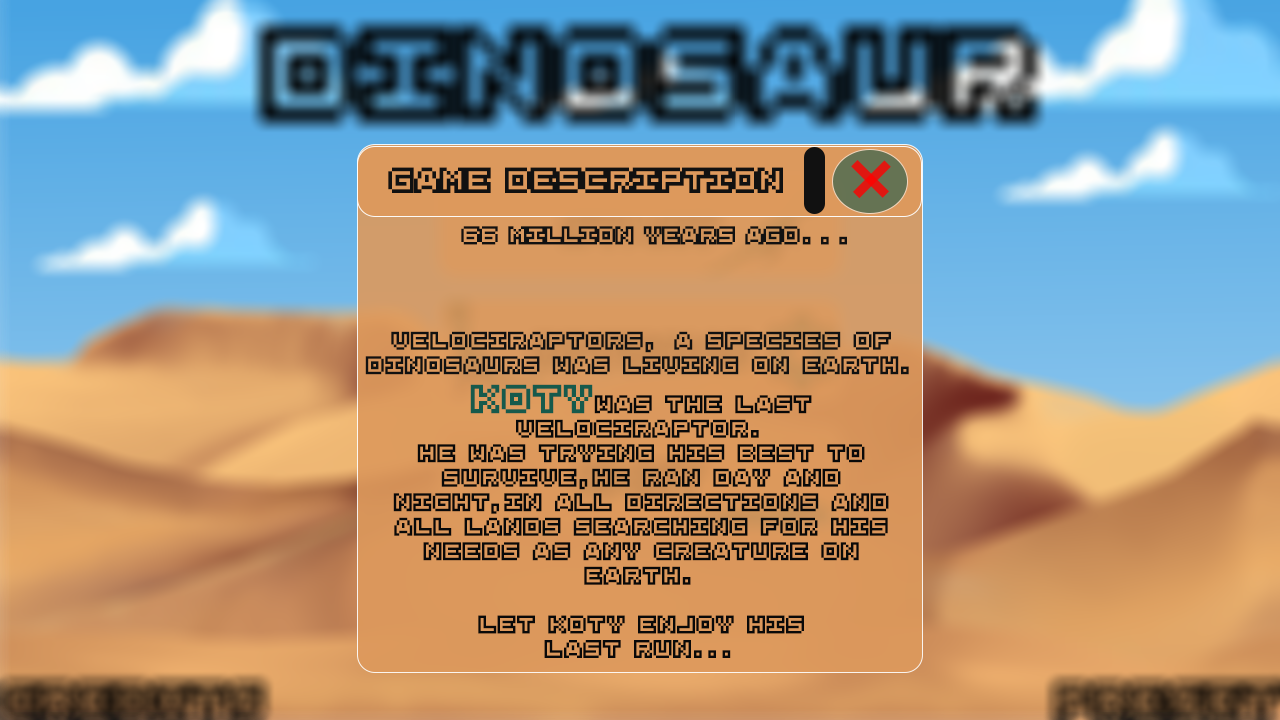 DINOSAUR
GAME DESCRIPTION
66 MILLION YEARS AGO...
VELOCIRAPTORS, A SPECIES OF
DINOSAURS WAS LIVING ON EARTH.
KOTY WAS THE LAST
VELOCIRAPTOR.
HE WAS TRYING HIS BEST TO
SURVIVE,HE RAN DAY AND
NIGHT,IN ALL DIRECTIONS AND
ALL LANDS SEARCHING FOR HIS
NEEDS AS ANY CREATURE ON
EARTH.
LET KOTY ENJOY HIS
LAST RUN...